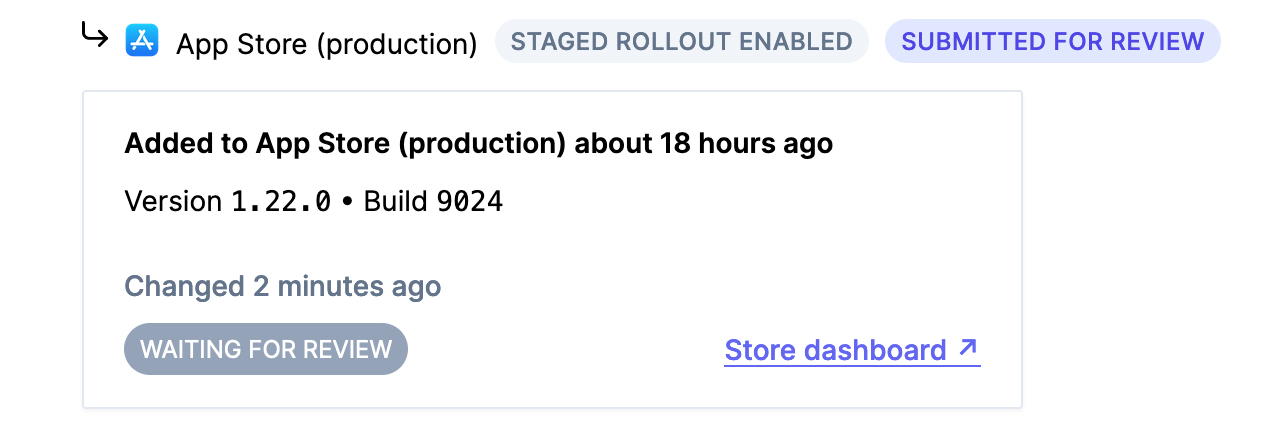 App Store (production) STAGED ROLLOUT ENABLED SUBMITTED FOR REVIEW
Added to App Store (production) about 18 hours ago
Version 1.22.0 • Build 9024
Changed 2 minutes ago
WAITING FOR REVIEW Store dashboard ↗